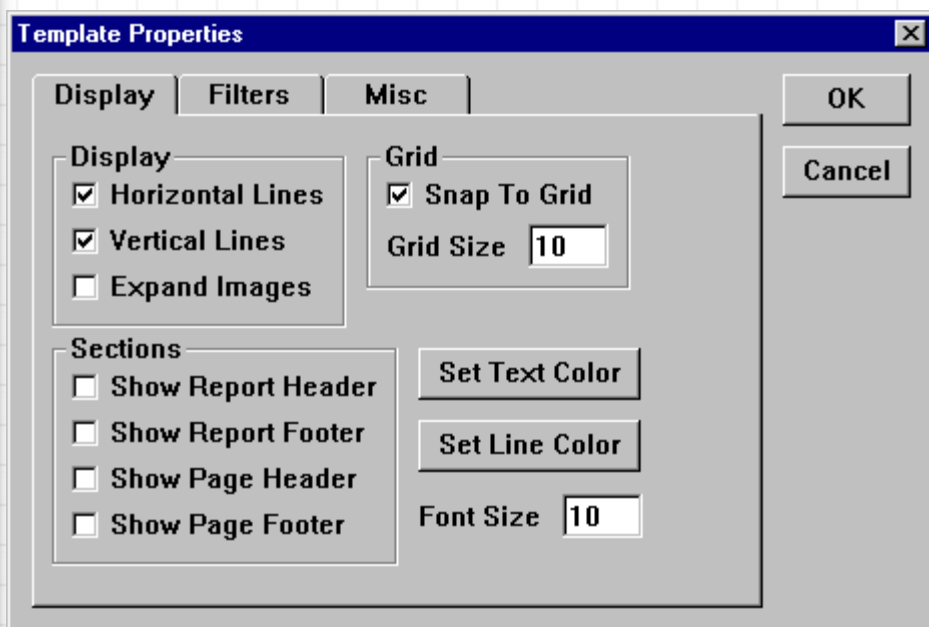 Template Properties
Display
Filters
Misc
OK
Cancel
Display
Horizontal Lines
Vertical Lines
Expand Images
Grid
Snap To Grid
Grid Size 10
Sections
Show Report Header
Show Report Footer
Show Page Header
Show Page Footer
Set Text Color
Set Line Color
Font Size 10